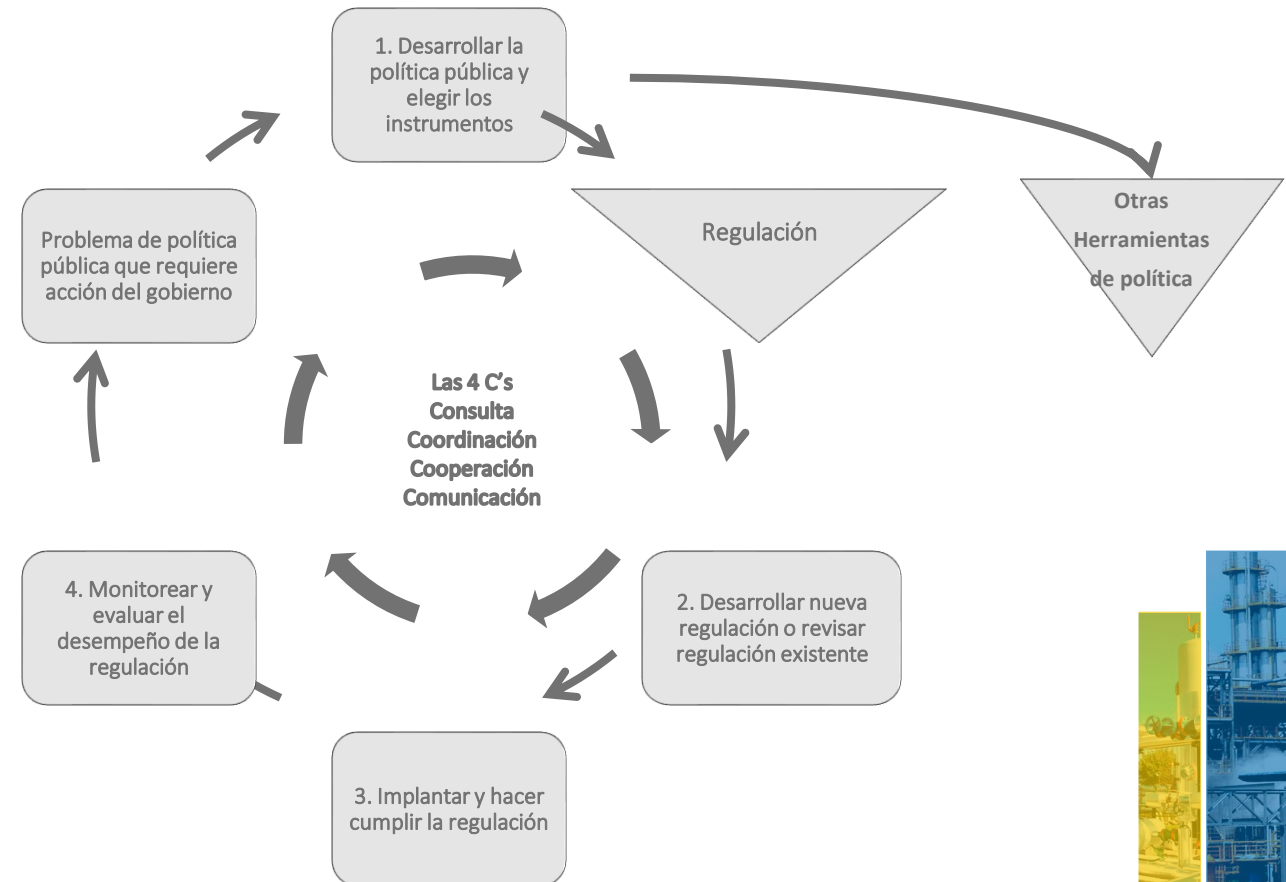 1. Desarrollar la
política pública y
elegir los
instrumentos
Problema de política
pública que requiere
acción del gobierno
Regulación
Otras
Herramientas
de política
Las 4 C's
Consulta
Coordinación
Cooperación
Comunicación
4. Monitorear y
evaluar el
desempeño de la
regulación
2. Desarrollar nueva
regulación o revisar
regulación existente
3. Implantar y hacer
cumplir la regulación